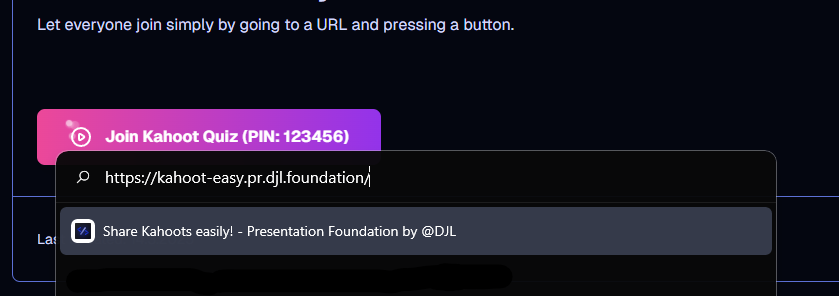 Let everyone join simply by going to a URL and pressing a button.
Join Kahoot Quiz (PIN: 123456)
https://kahoot-easy.pr.djl.foundation/
Share Kahoots easily! - Presentation Foundation by @DJL